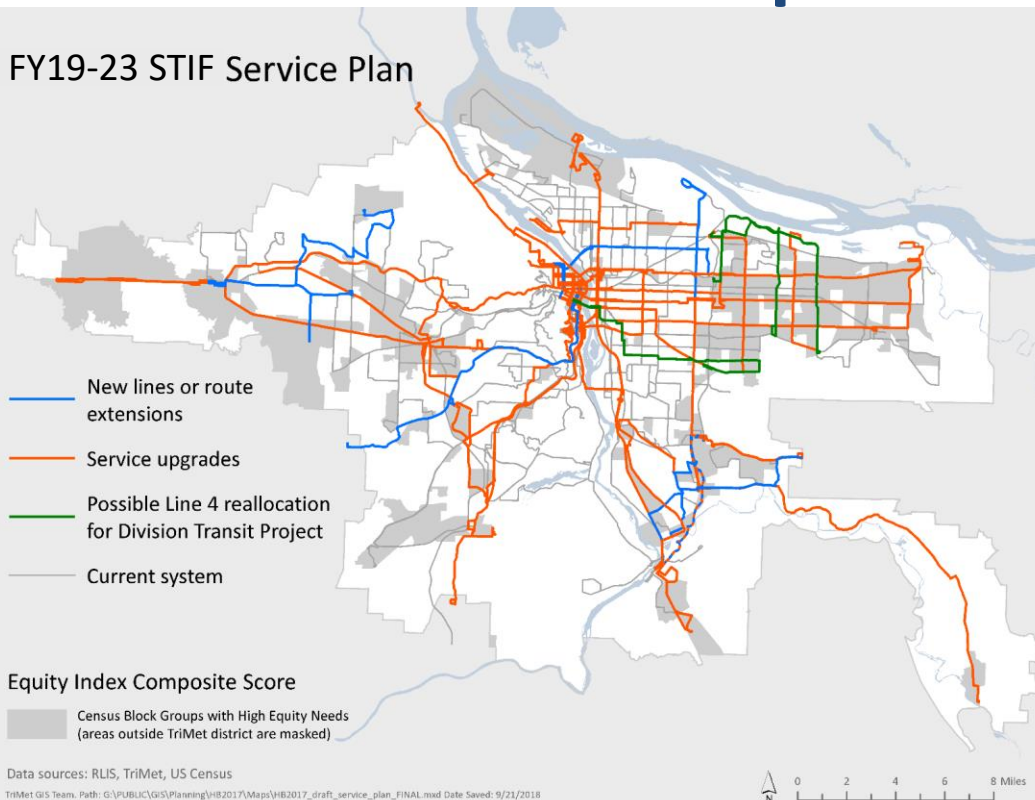 FY19-23 STIF Service Plan
New lines or route
extensions
Service upgrades
Possible Line 4 reallocation
for Division Transit Project
Current system
Equity Index Composite Score
Census Block Groups with High Equity Needs
(areas outside TriMet district are masked)
Data sources: RLIS, TriMet, US Census
TriMet GIS Team. Path: G:\PUBLIC\GIS\Planning\HB2017\Maps\HB2017_draft_service_plan_FINAL.mxd Date Saved: 9/21/2018
N
0 2 4 6 8 Miles